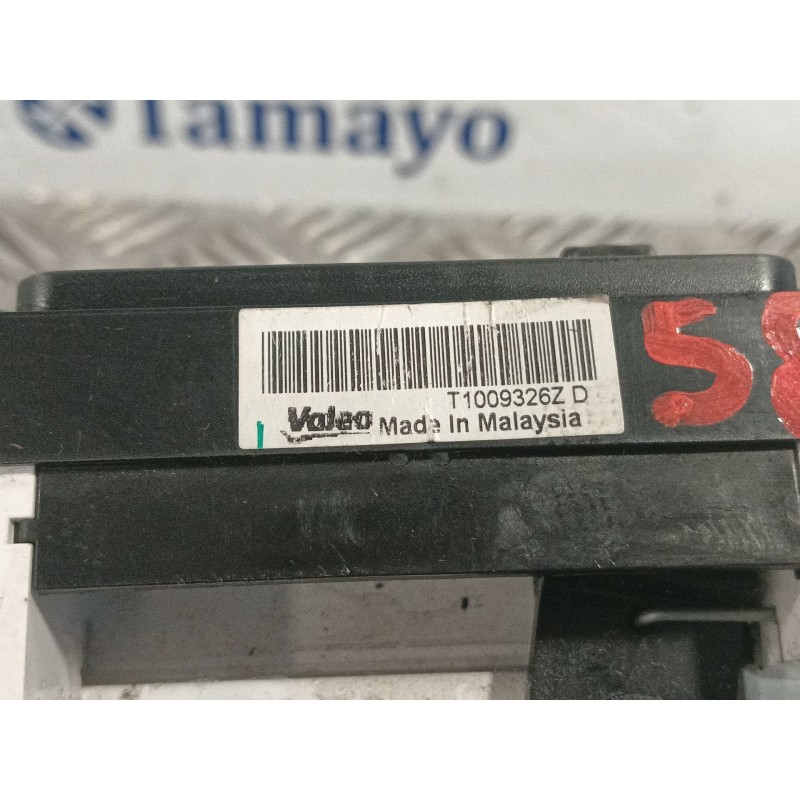 Tamayo
58
T1009326Z D
Valeo Made In Malaysia